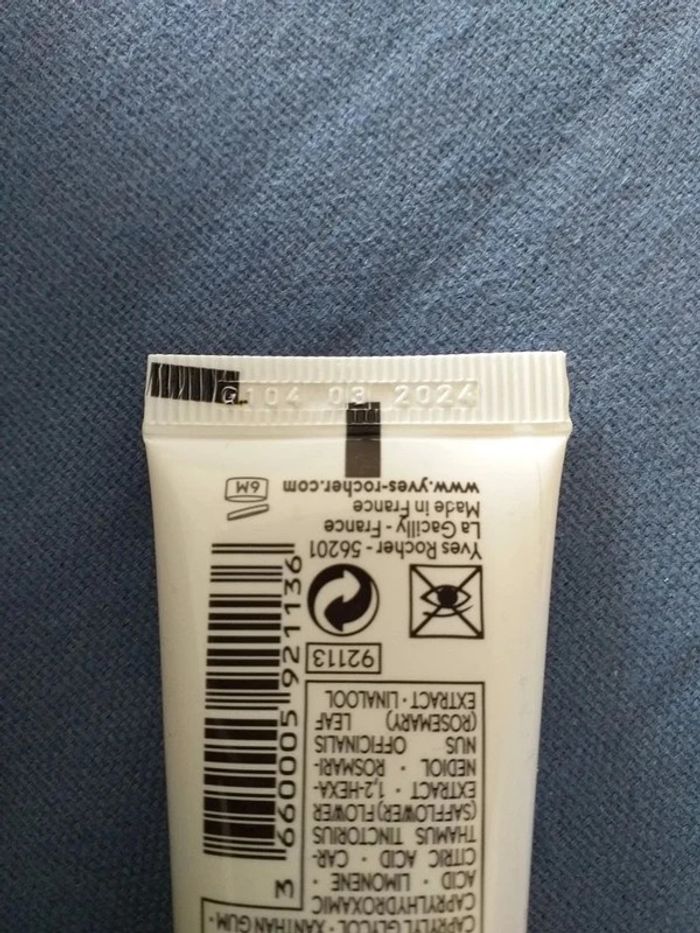 G104 03 2024
CAPRYLYL GLYCOL · XANTHAN GUM ·
CAPRYLHYDROXAMIC
ACID · LIMONENE ·
CITRIC ACID · CAR-
THAMUS TINCTORIUS
(SAFFLOWER) FLOWER
EXTRACT · 1,2-HEXA-
NEDIOL · ROSMARI-
NUS OFFICINALIS
(ROSEMARY) LEAF
EXTRACT · LINALOOL
92113
Yves Rocher - 56201
La Gacilly - France
Made in France
www.yves-rocher.com
6M
3 660005 921136